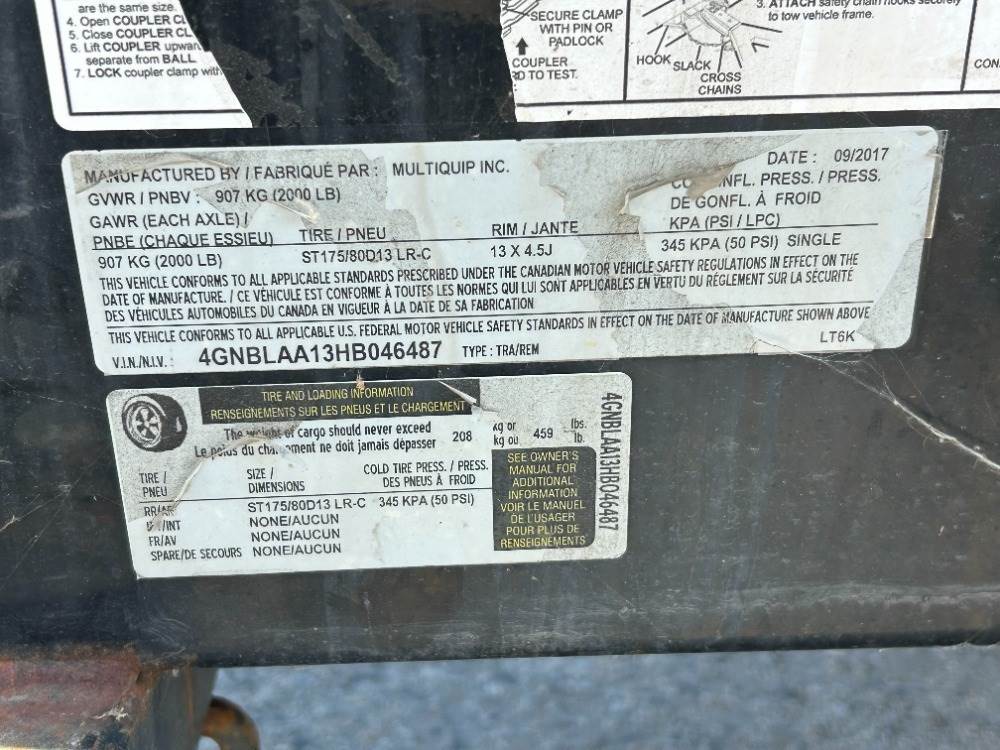 are the same size.
4. Open COUPLER CL
5. Close COUPLER CL
6. Lift COUPLER upward
separate from BALL
7. LOCK coupler clamp with
SECURE CLAMP
WITH PIN OR
PADLOCK
COUPLER
D TO TEST.
HOOK
SLACK
CROSS
CHAINS
3. ATTACH safety chain hooks securely
to tow vehicle frame.
CON
MANUFACTURED BY / FABRIQUÉ PAR : MULTIQUIP INC.
DATE : 09/2017
GVWR / PNBV : 907 KG (2000 LB)
INFL. PRESS. / PRESS.
DE GONFL. À FROID
KPA (PSI / LPC)
GAWR (EACH AXLE) /
PNBE (CHAQUE ESSIEU) TIRE / PNEU RIM / JANTE
907 KG (2000 LB) ST175/80D13 LR-C 13 X 4.5J 345 KPA (50 PSI) SINGLE
THIS VEHICLE CONFORMS TO ALL APPLICABLE STANDARDS PRESCRIBED UNDER THE CANADIAN MOTOR VEHICLE SAFETY REGULATIONS IN EFFECT ON THE
DATE OF MANUFACTURE. / CE VÉHICULE EST CONFORME À TOUTES LES NORMES QUI LUI SONT APPLICABLES EN VERTU DU RÉGLEMENT SUR LA SÉCURITÉ
DES VÉHICULES AUTOMOBILES DU CANADA EN VIGUEUR À LA DATE DE SA FABRICATION
THIS VEHICLE CONFORMS TO ALL APPLICABLE U.S. FEDERAL MOTOR VEHICLE SAFETY STANDARDS IN EFFECT ON THE DATE OF MANUFACTURE SHOWN ABOVE
V.I.N./N.I.V. : 4GNBLAA13HB046487 TYPE : TRA/REM LT6K
TIRE AND LOADING INFORMATION
RENSEIGNEMENTS SUR LES PNEUS ET LE CHARGEMENT
The weight of cargo should never exceed
Le poids du chargement ne doit jamais dépasser
208 kg or kg ou 459 lbs. lb.
TIRE /
PNEU
SIZE /
DIMENSIONS
COLD TIRE PRESS. / PRESS.
DES PNEUS À FROID
ST175/80D13 LR-C 345 KPA (50 PSI)
/INT NONE/AUCUN
FR/AV NONE/AUCUN
SPARE/DE SECOURS NONE/AUCUN
SEE OWNER'S
MANUAL FOR
ADDITIONAL
INFORMATION
VOIR LE MANUEL
DE L'USAGER
POUR PLUS DE
RENSEIGNEMENTS
4GNBLAA13HB046487